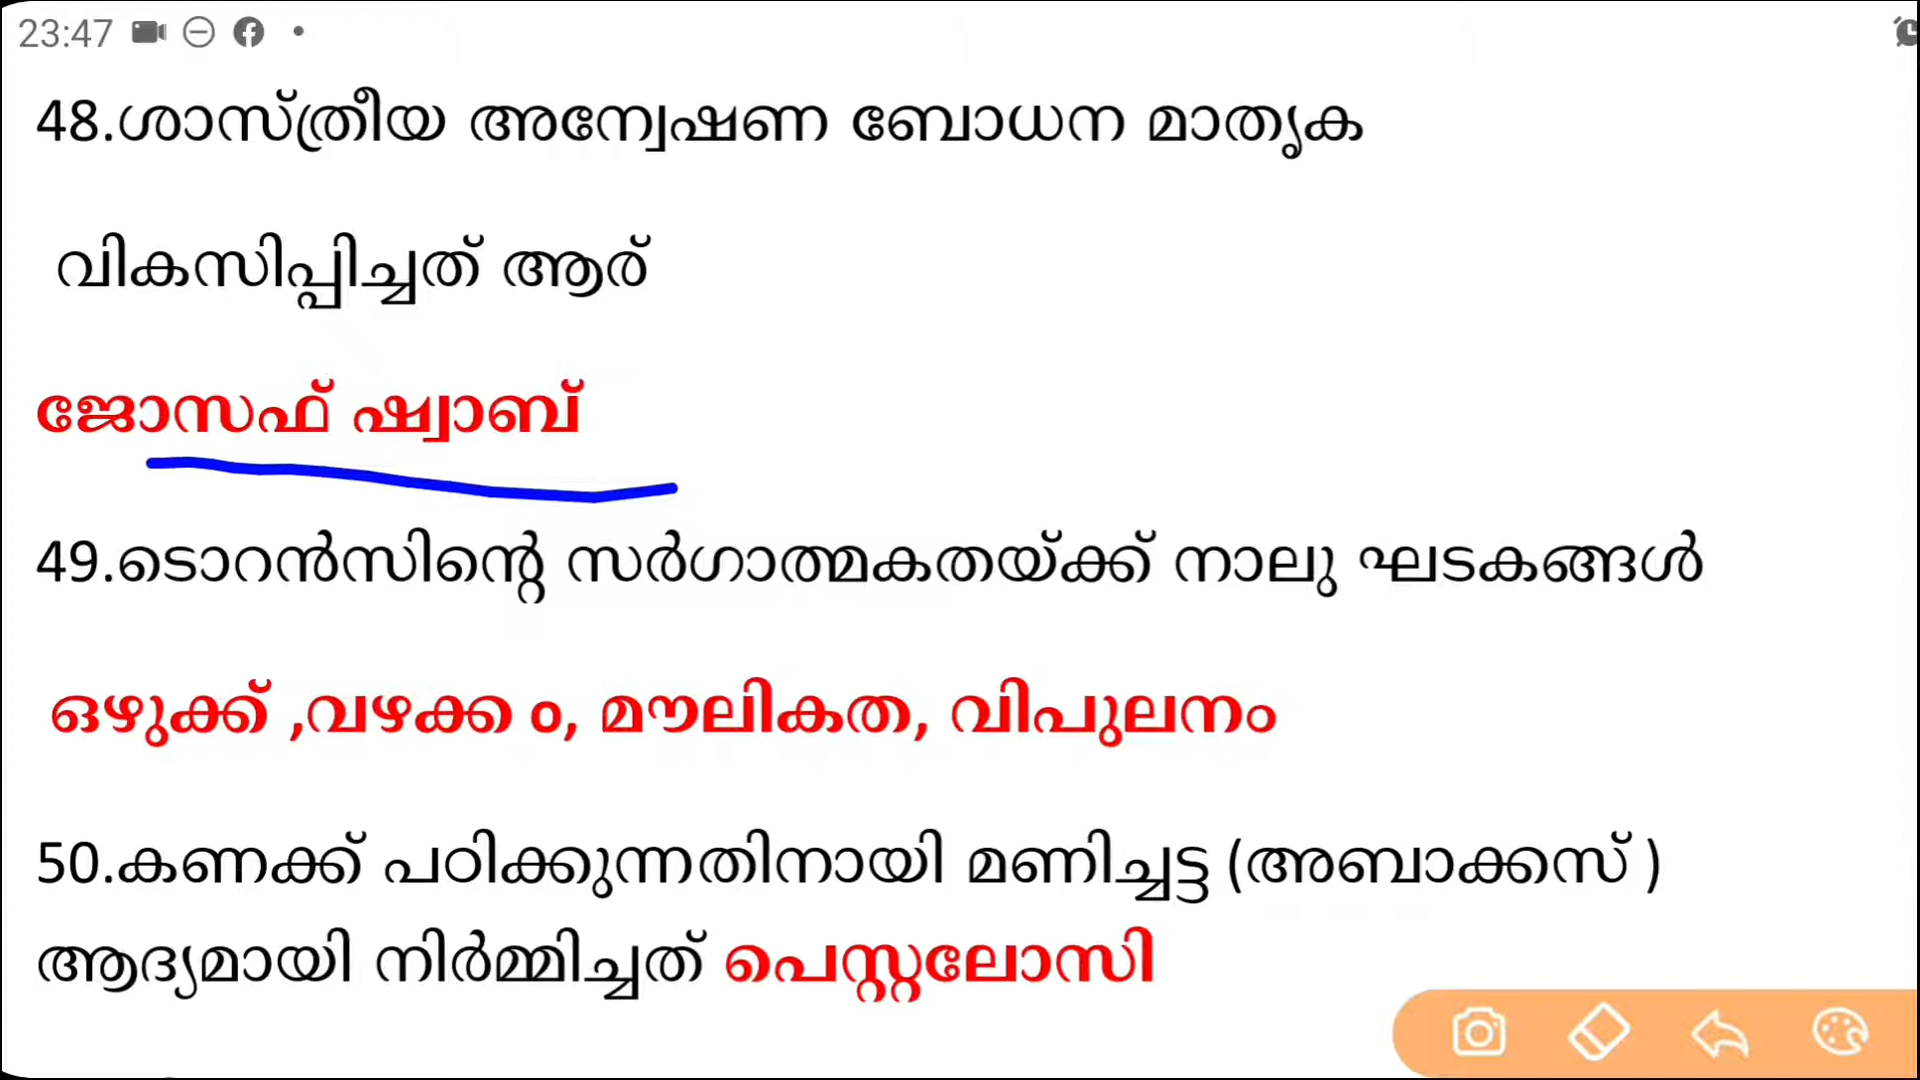 23:47
48.ശാസ്ത്രീയ അന്വേഷണ ബോധന മാതൃക
വികസിപ്പിച്ചത് ആര്
ജോസഫ് ഷ്വാബ്
49.ടൊറൻസിന്റെ സർഗാത്മകതയ്ക്ക് നാലു ഘടകങ്ങൾ
ഒഴുക്ക് ,വഴക്ക ം, മൗലികത, വിപുലനം
50.കണക്ക് പഠിക്കുന്നതിനായി മണിച്ചട്ട (അബാക്കസ് )
ആദ്യമായി നിർമ്മിച്ചത് പെസ്റ്റലോസി